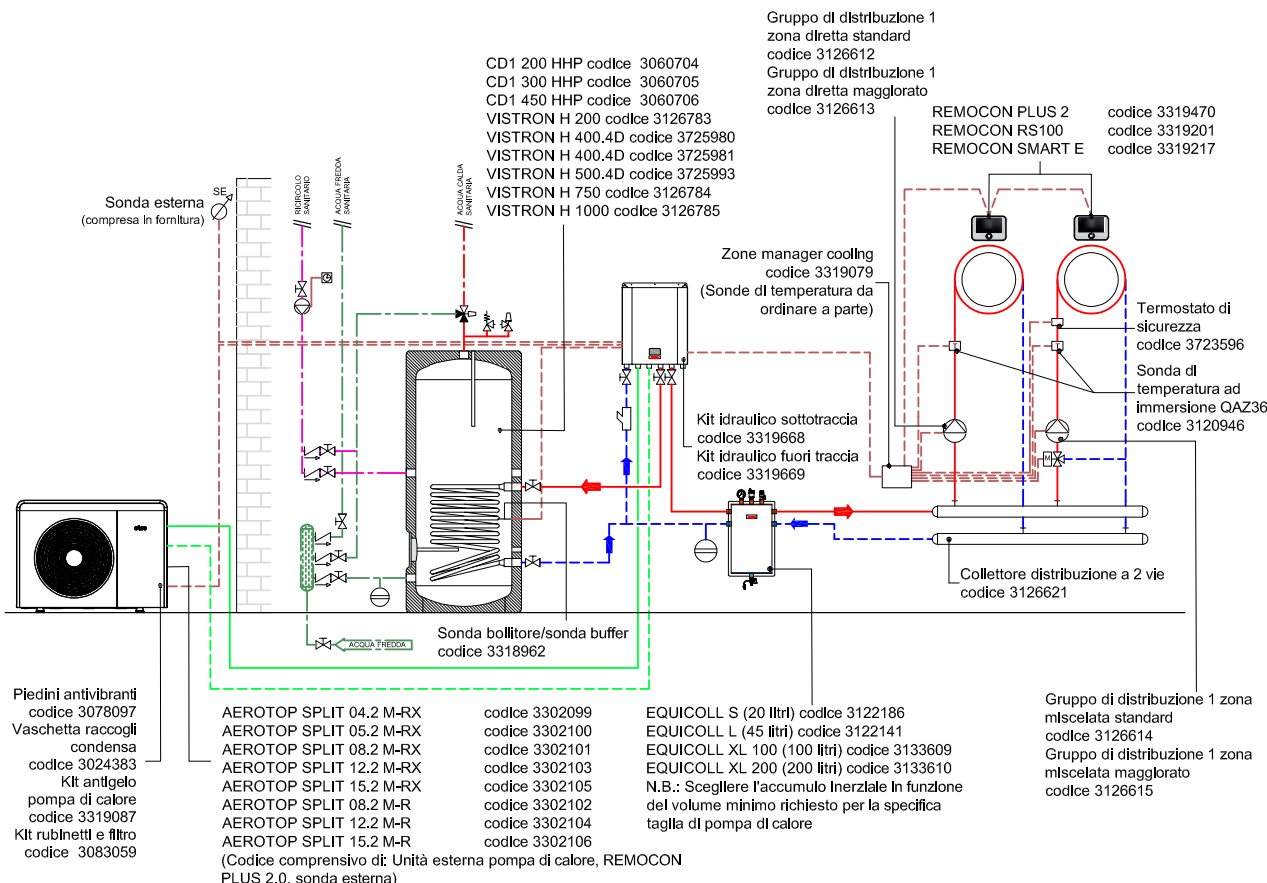 Gruppo di distribuzione 1
zona diretta standard
codice 3126612
Gruppo di distribuzione 1
zona diretta maggiorato
codice 3126613
CD1 200 HHP codice 3060704
CD1 300 HHP codice 3060705
CD1 450 HHP codice 3060706
VISTRON H 200 codice 3126783
VISTRON H 400.4D codice 3725980
VISTRON H 400.4D codice 3725981
VISTRON H 500.4D codice 3725993
VISTRON H 750 codice 3126784
VISTRON H 1000 codice 3126785
REMOCON PLUS 2 codice 3319470
REMOCON RS100 codice 3319201
REMOCON SMART E codice 3319217
SE
Sonda esterna
(compresa in fornitura)
RICIRCOLO
SANITARIO
ACQUA FREDDA
SANITARIA
ACQUA CALDA
SANITARIA
Zone manager cooling
codice 3319079
(Sonde di temperatura da
ordinare a parte)
Termostato di
sicurezza
codice 3723596
Sonda di
temperatura ad
immersione QAZ36
codice 3120946
T
T
M
Kit idraulico sottotraccia
codice 3319668
Kit idraulico fuori traccia
codice 3319669
Collettore distribuzione a 2 vie
codice 3126621
Sonda bollitore/sonda buffer
codice 3318962
ACQUA FREDDA
Piedini antivibranti
codice 3078097
Vaschetta raccogli
condensa
codice 3024383
Kit antigelo
pompa di calore
codice 3319087
Kit rubinetti e filtro
codice 3083059
AEROTOP SPLIT 04.2 M-RX codice 3302099
AEROTOP SPLIT 05.2 M-RX codice 3302100
AEROTOP SPLIT 08.2 M-RX codice 3302101
AEROTOP SPLIT 12.2 M-RX codice 3302103
AEROTOP SPLIT 15.2 M-RX codice 3302105
AEROTOP SPLIT 08.2 M-R codice 3302102
AEROTOP SPLIT 12.2 M-R codice 3302104
AEROTOP SPLIT 15.2 M-R codice 3302106
(Codice comprensivo di: Unità esterna pompa di calore, REMOCON
PLUS 2.0, sonda esterna)
EQUICOLL S (20 litri) codice 3122186
EQUICOLL L (45 litri) codice 3122141
EQUICOLL XL 100 (100 litri) codice 3133609
EQUICOLL XL 200 (200 litri) codice 3133610
N.B.: Scegliere l'accumulo inerziale in funzione
del volume minimo richiesto per la specifica
taglia di pompa di calore
Gruppo di distribuzione 1 zona
miscelata standard
codice 3126614
Gruppo di distribuzione 1 zona
miscelata maggiorato
codice 3126615